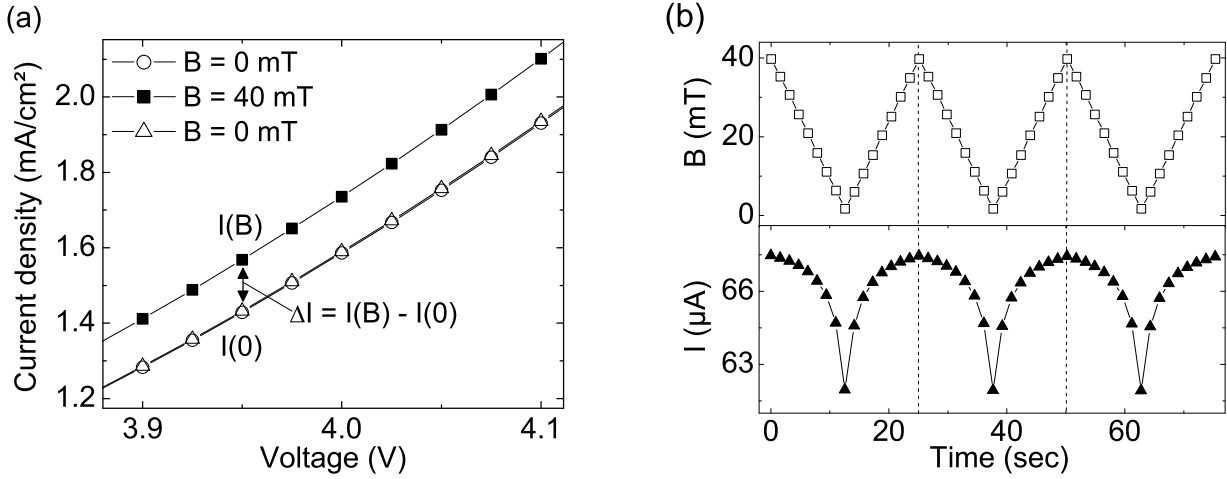 (a)
B = 0 mT
B = 40 mT
B = 0 mT
I(B)
ΔI = I(B) - I(0)
I(0)
Current density (mA/cm²)
2.0
1.8
1.6
1.4
1.2
3.9
4.0
4.1
Voltage (V)
(b)
B (mT)
40
20
0
I (µA)
66
63
0
20
40
60
Time (sec)